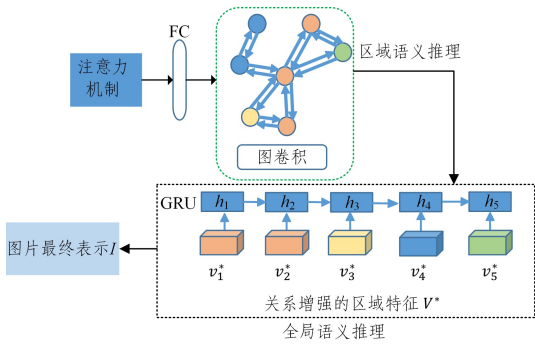 FC
注意力
机制
区域语义推理
图卷积
GRU h₁ h₂ h₃ h₄ h₅
图片最终表示I
v₁* v₂* v₃* v₄* v₅*
关系增强的区域特征V*
全局语义推理